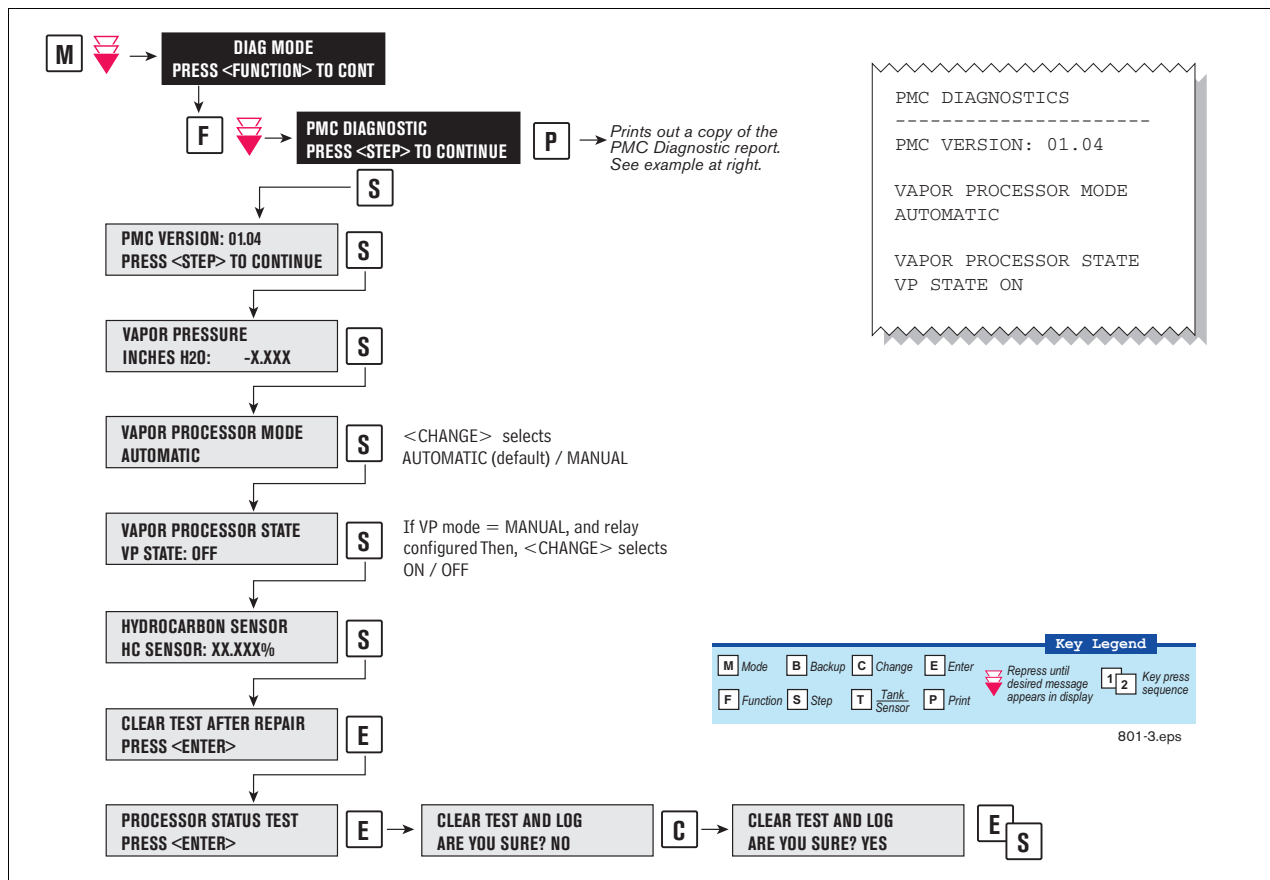 M
DIAG MODE
PRESS <FUNCTION> TO CONT
F
PMC DIAGNOSTIC
PRESS <STEP> TO CONTINUE
P
Prints out a copy of the
PMC Diagnostic report.
See example at right.
S
PMC VERSION: 01.04
PRESS <STEP> TO CONTINUE
S
VAPOR PRESSURE
INCHES H20: -X.XXX
S
VAPOR PROCESSOR MODE
AUTOMATIC
S
<CHANGE> selects
AUTOMATIC (default) / MANUAL
VAPOR PROCESSOR STATE
VP STATE: OFF
S
If VP mode = MANUAL, and relay
configured Then, <CHANGE> selects
ON / OFF
HYDROCARBON SENSOR
HC SENSOR: XX.XXX%
S
CLEAR TEST AFTER REPAIR
PRESS <ENTER>
E
PROCESSOR STATUS TEST
PRESS <ENTER>
E
CLEAR TEST AND LOG
ARE YOU SURE? NO
C
CLEAR TEST AND LOG
ARE YOU SURE? YES
E
S
PMC DIAGNOSTICS
----------------------
PMC VERSION: 01.04
VAPOR PROCESSOR MODE
AUTOMATIC
VAPOR PROCESSOR STATE
VP STATE ON
Key Legend
M Mode B Backup C Change E Enter
F Function S Step T Tank Sensor P Print
Repress until
desired message
appears in display
1 2 Key press
sequence
801-3.eps